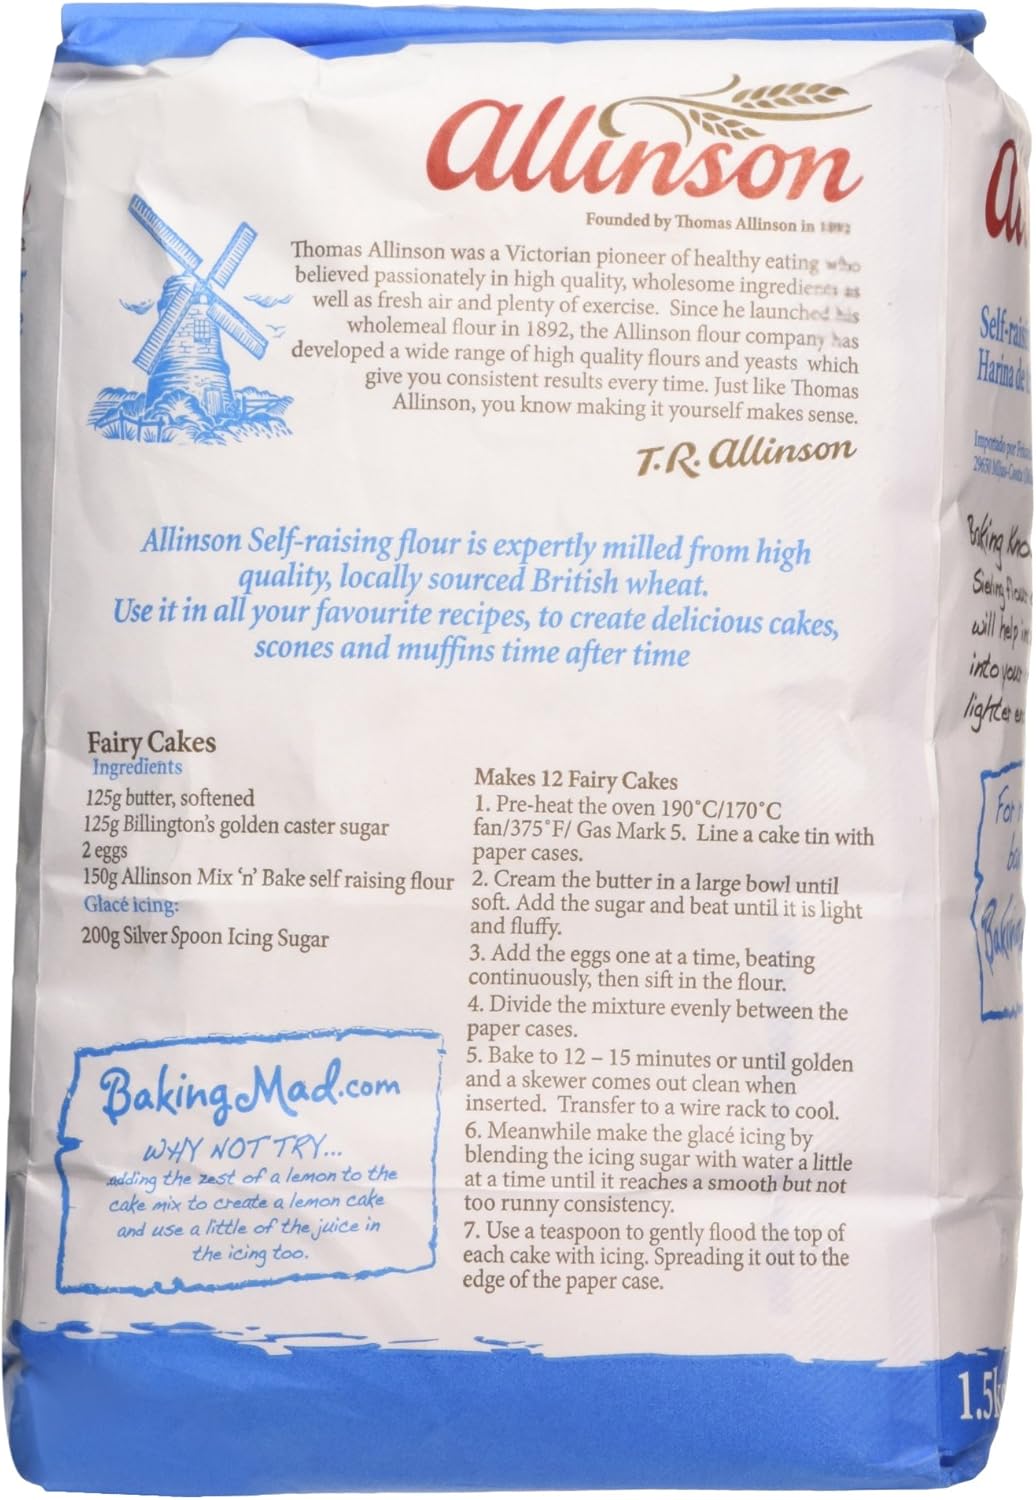 Allinson
Founded by Thomas Allinson in 1892
Thomas Allinson was a Victorian pioneer of healthy eating who
believed passionately in high quality, wholesome ingredients as
well as fresh air and plenty of exercise. Since he launched his
wholemeal flour in 1892, the Allinson flour company has
developed a wide range of high quality flours and yeasts which
give you consistent results every time. Just like Thomas
Allinson, you know making it yourself makes sense.
T.R. Allinson
Allinson Self-raising flour is expertly milled from high
quality, locally sourced British wheat.
Use it in all your favourite recipes, to create delicious cakes,
scones and muffins time after time
Fairy Cakes
Ingredients
125g butter, softened
125g Billington's golden caster sugar
2 eggs
150g Allinson Mix 'n' Bake self raising flour
Glacé icing:
200g Silver Spoon Icing Sugar
BakingMad.com
WHY NOT TRY...
adding the zest of a lemon to the
cake mix to create a lemon cake
and use a little of the juice in
the icing too.
Makes 12 Fairy Cakes
1. Pre-heat the oven 190°C/170°C
fan/375°F/ Gas Mark 5. Line a cake tin with
paper cases.
2. Cream the butter in a large bowl until
soft. Add the sugar and beat until it is light
and fluffy.
3. Add the eggs one at a time, beating
continuously, then sift in the flour.
4. Divide the mixture evenly between the
paper cases.
5. Bake to 12 – 15 minutes or until golden
and a skewer comes out clean when
inserted. Transfer to a wire rack to cool.
6. Meanwhile make the glacé icing by
blending the icing sugar with water a little
at a time until it reaches a smooth but not
too runny consistency.
7. Use a teaspoon to gently flood the top of
each cake with icing. Spreading it out to the
edge of the paper case.
Harina de
Importado por
Baking
will help
into your
lighter
For
1.5k